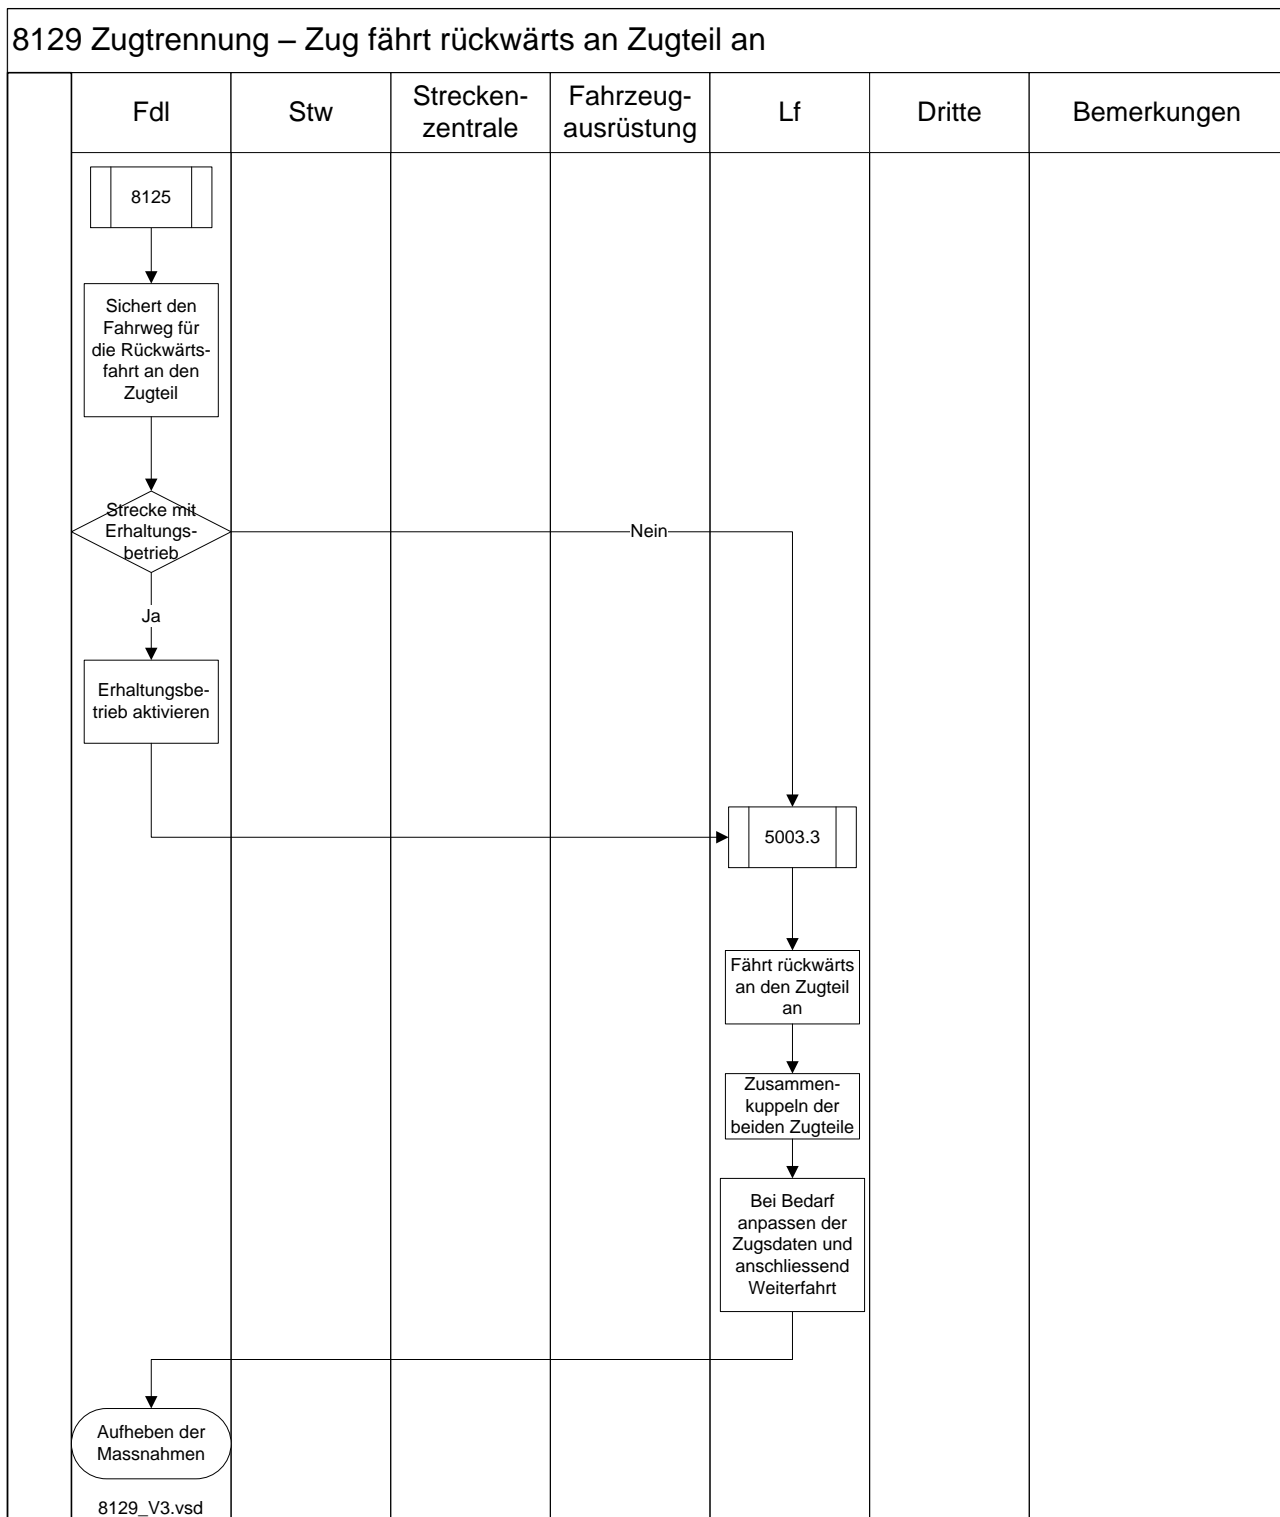 8129 Zugtrennung – Zug fährt rückwärts an Zugteil an
Fdl
Stw
Strecken-
zentrale
Fahrzeug-
ausrüstung
Lf
Dritte
Bemerkungen
8125
Sichert den
Fahrweg für
die Rückwärts-
fahrt an den
Zugteil
Strecke mit
Erhaltungs-
betrieb
Nein
Ja
Erhaltungsbe-
trieb aktivieren
5003.3
Fährt rückwärts
an den Zugteil
an
Zusammen-
kuppeln der
beiden Zugteile
Bei Bedarf
anpassen der
Zugsdaten und
anschliessend
Weiterfahrt
Aufheben der
Massnahmen
8129_V3.vsd